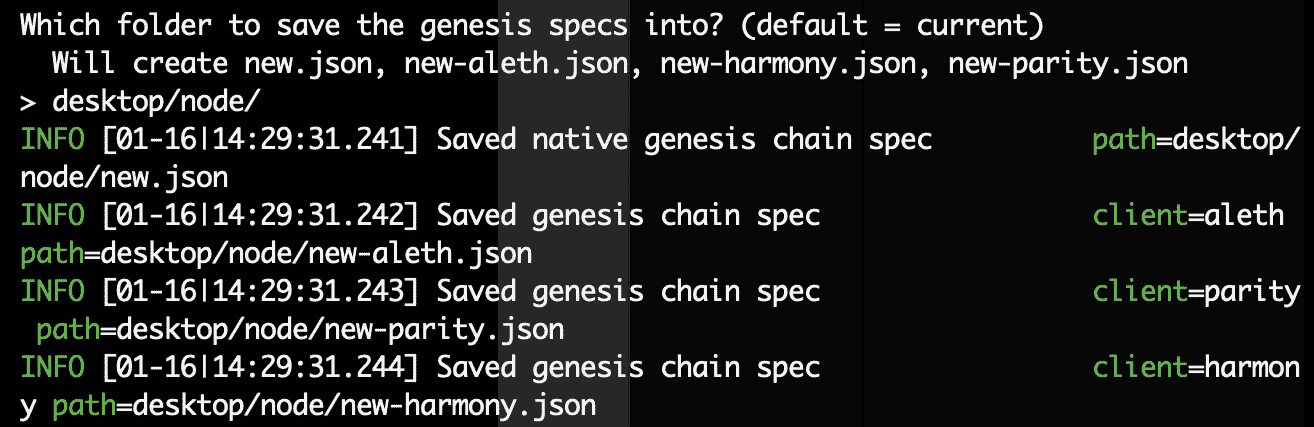 Which folder to save the genesis specs into? (default = current)
Will create new.json, new-aleth.json, new-harmony.json, new-parity.json
> desktop/node/
INFO [01-16|14:29:31.241] Saved native genesis chain spec path=desktop/
node/new.json
INFO [01-16|14:29:31.242] Saved genesis chain spec client=aleth
path=desktop/node/new-aleth.json
INFO [01-16|14:29:31.243] Saved genesis chain spec client=parity
path=desktop/node/new-parity.json
INFO [01-16|14:29:31.244] Saved genesis chain spec client=harmon
y path=desktop/node/new-harmony.json